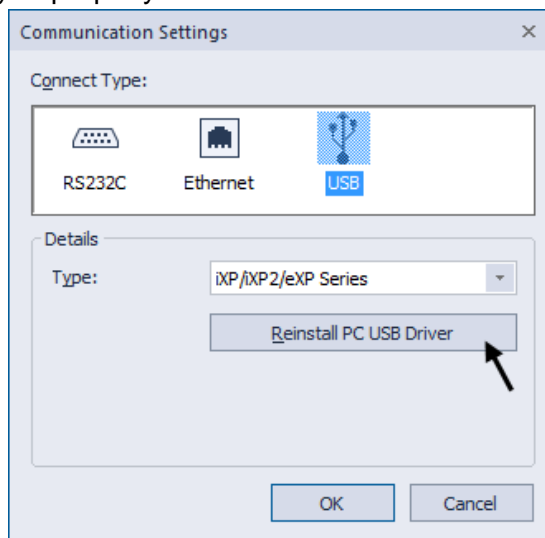 Communication Settings
Connect Type:
RS232C Ethernet USB
Details
Type: iXP/iXP2/eXP Series
Reinstall PC USB Driver
OK Cancel